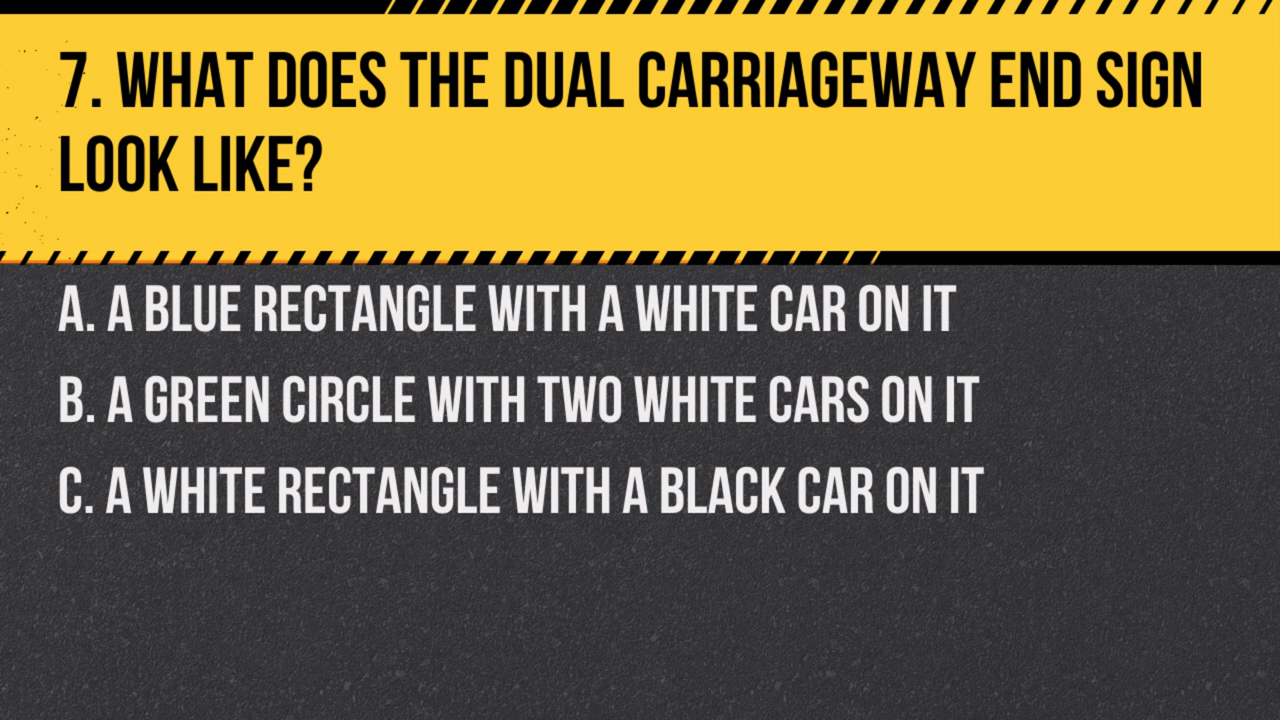 7. WHAT DOES THE DUAL CARRIAGEWAY END SIGN
LOOK LIKE?
A. A BLUE RECTANGLE WITH A WHITE CAR ON IT
B. A GREEN CIRCLE WITH TWO WHITE CARS ON IT
C. A WHITE RECTANGLE WITH A BLACK CAR ON IT